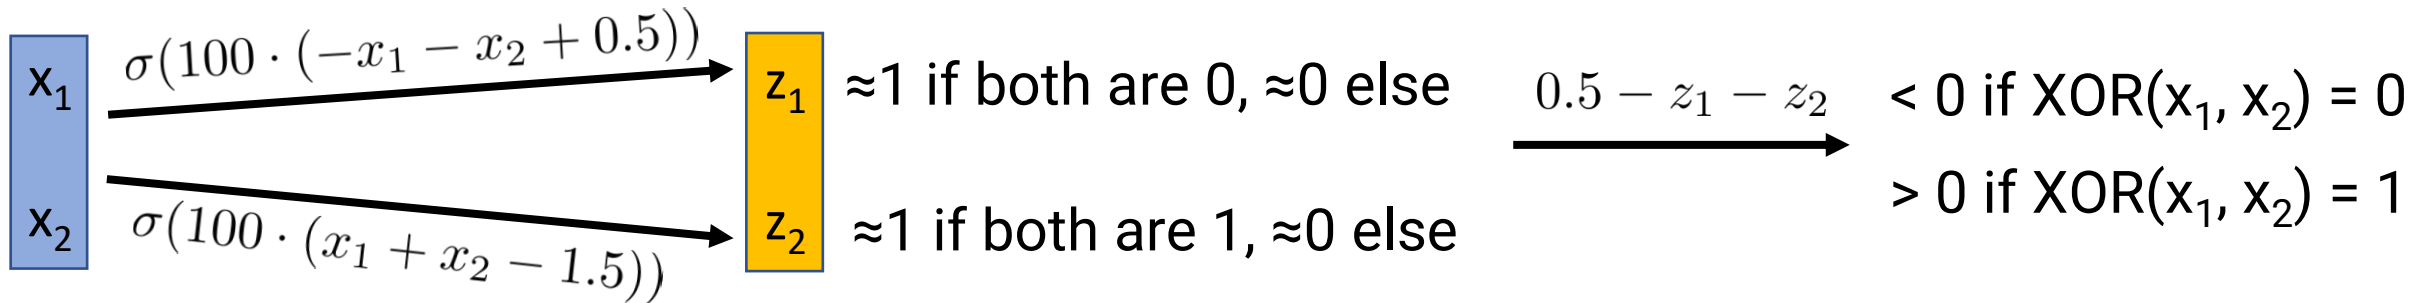 x₁
σ(100 · (−x₁ − x₂ + 0.5))
z₁
≈1 if both are 0, ≈0 else
0.5 − z₁ − z₂
< 0 if XOR(x₁, x₂) = 0
> 0 if XOR(x₁, x₂) = 1
x₂
σ(100 · (x₁ + x₂ − 1.5))
z₂
≈1 if both are 1, ≈0 else